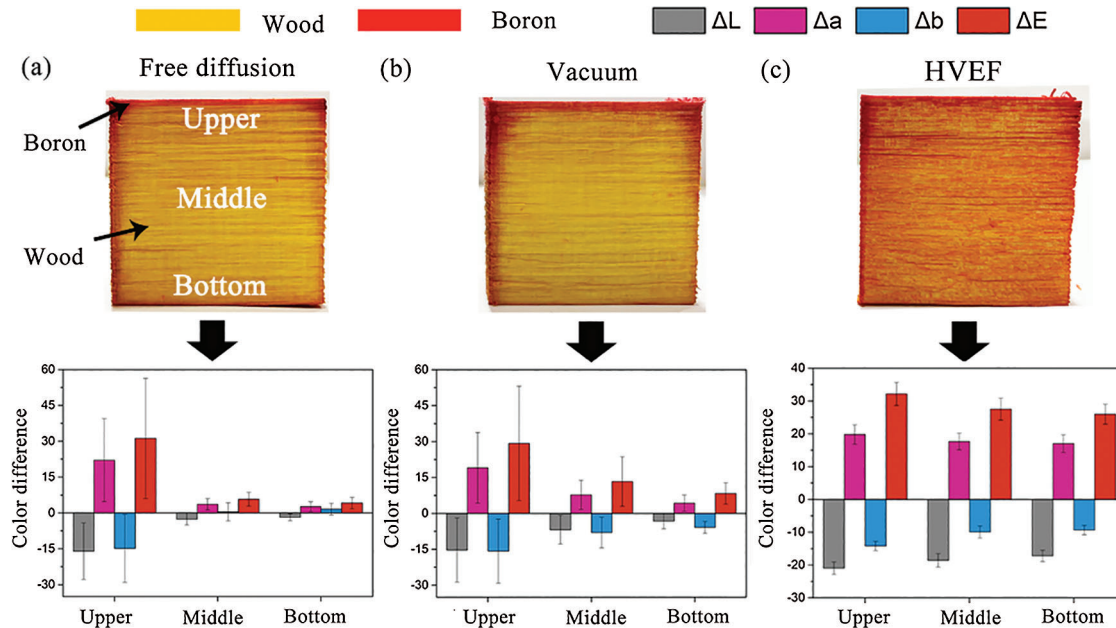 Wood Boron ΔL Δa Δb ΔE
(a) Free diffusion (b) Vacuum (c) HVEF
Boron
Upper
Middle
Wood
Bottom
Color difference
60
45
30
15
0
-15
-30
Upper Middle Bottom
Color difference
60
45
30
15
0
-15
-30
Upper Middle Bottom
Color difference
40
30
20
10
0
-10
-20
-30
Upper Middle Bottom